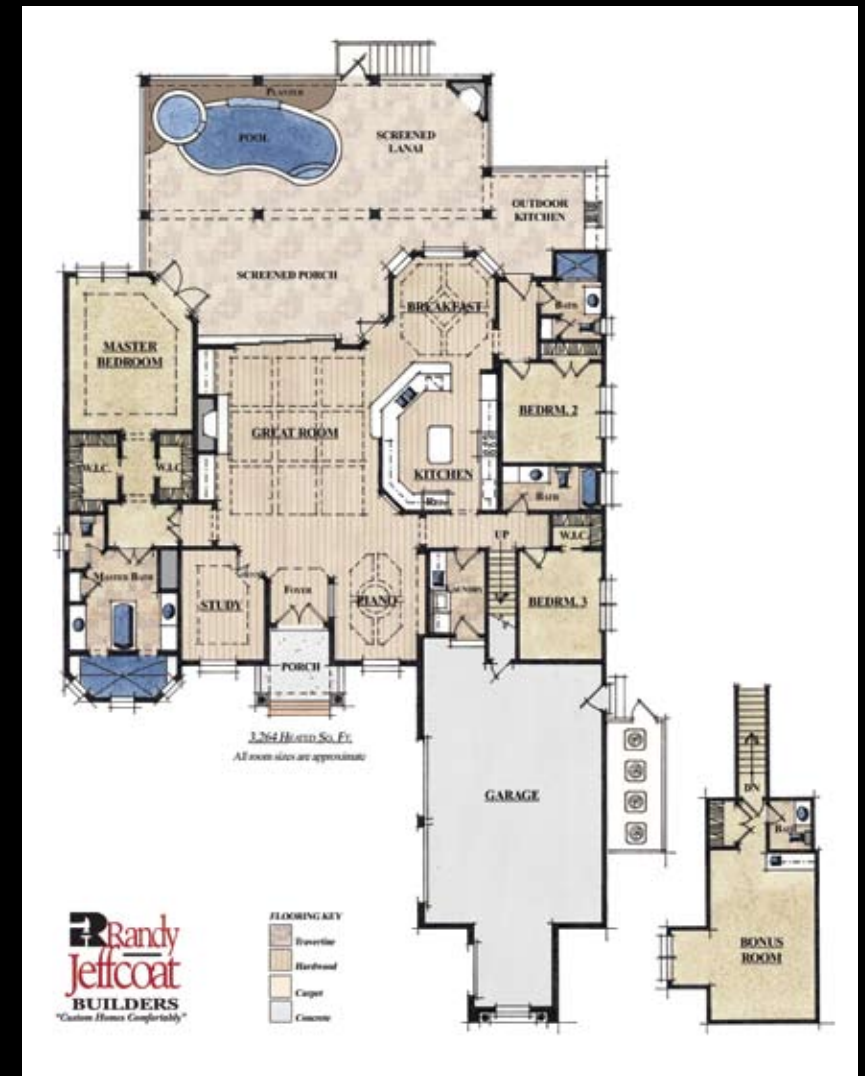 PLANTER
POOL
SCREENED
LANAI
OUTDOOR
KITCHEN
SCREENED PORCH
BREAKFAST
BATH
MASTER
BEDROOM
BEDRM. 2
GREAT ROOM
W.I.C.
W.I.C.
KITCHEN
BATH
UP
W.I.C.
MASTER BATH
LAUNDRY
STUDY
FOYER
PIANO
BEDRM. 3
PORCH
3,264 HEATED SQ. FT.
All room sizes are approximate
GARAGE
DN
BATH
BONUS
ROOM
FLOORING KEY
Travertine
Hardwood
Carpet
Concrete
Randy
Jeffcoat
BUILDERS
"Custom Homes Comfortably"